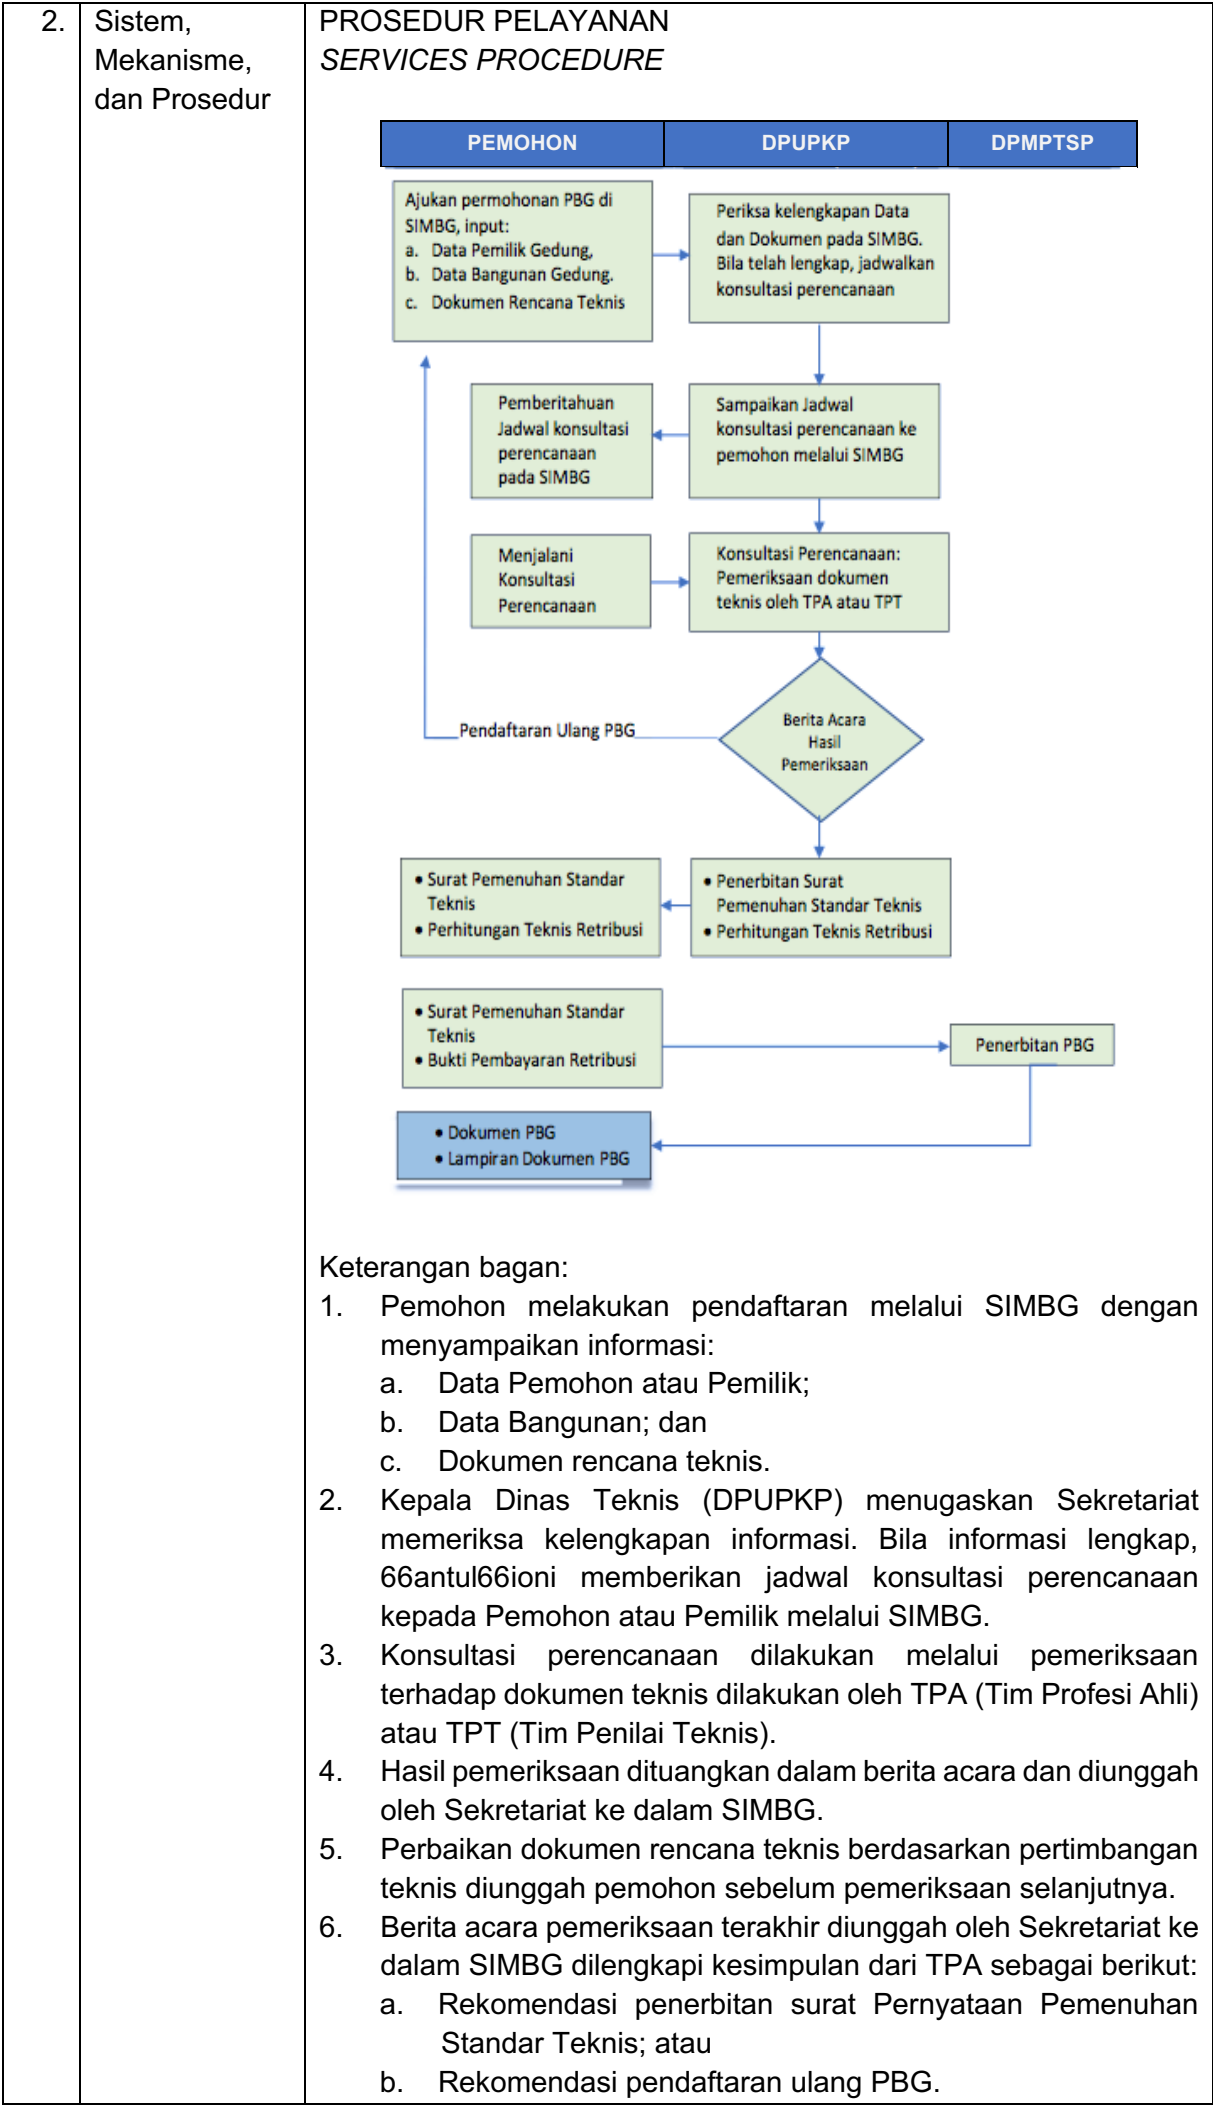 2.
Sistem,
Mekanisme,
dan Prosedur
PROSEDUR PELAYANAN
SERVICES PROCEDURE
PEMOHON
DPUPKP
DPMPTSP
Ajukan permohonan PBG di
SIMBG, input:
a. Data Pemilik Gedung,
b. Data Bangunan Gedung.
c. Dokumen Rencana Teknis
Periksa kelengkapan Data
dan Dokumen pada SIMBG.
Bila telah lengkap, jadwalkan
konsultasi perencanaan
Pemberitahuan
Jadwal konsultasi
perencanaan
pada SIMBG
Sampaikan Jadwal
konsultasi perencanaan ke
pemohon melalui SIMBG
Menjalani
Konsultasi
Perencanaan
Konsultasi Perencanaan:
Pemeriksaan dokumen
teknis oleh TPA atau TPT
Pendaftaran Ulang PBG
Berita Acara
Hasil
Pemeriksaan
• Surat Pemenuhan Standar
Teknis
• Perhitungan Teknis Retribusi
• Penerbitan Surat
Pemenuhan Standar Teknis
• Perhitungan Teknis Retribusi
• Surat Pemenuhan Standar
Teknis
• Bukti Pembayaran Retribusi
Penerbitan PBG
• Dokumen PBG
• Lampiran Dokumen PBG
Keterangan bagan:
1. Pemohon melakukan pendaftaran melalui SIMBG dengan
menyampaikan informasi:
a. Data Pemohon atau Pemilik;
b. Data Bangunan; dan
c. Dokumen rencana teknis.
2. Kepala Dinas Teknis (DPUPKP) menugaskan Sekretariat
memeriksa kelengkapan informasi. Bila informasi lengkap,
66antul66ioni memberikan jadwal konsultasi perencanaan
kepada Pemohon atau Pemilik melalui SIMBG.
3. Konsultasi perencanaan dilakukan melalui pemeriksaan
terhadap dokumen teknis dilakukan oleh TPA (Tim Profesi Ahli)
atau TPT (Tim Penilai Teknis).
4. Hasil pemeriksaan dituangkan dalam berita acara dan diunggah
oleh Sekretariat ke dalam SIMBG.
5. Perbaikan dokumen rencana teknis berdasarkan pertimbangan
teknis diunggah pemohon sebelum pemeriksaan selanjutnya.
6. Berita acara pemeriksaan terakhir diunggah oleh Sekretariat ke
dalam SIMBG dilengkapi kesimpulan dari TPA sebagai berikut:
a. Rekomendasi penerbitan surat Pernyataan Pemenuhan
Standar Teknis; atau
b. Rekomendasi pendaftaran ulang PBG.